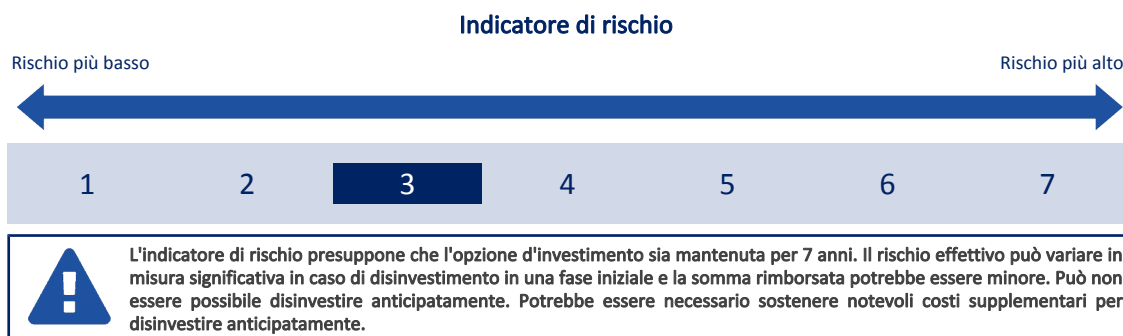 Indicatore di rischio
Rischio più basso
Rischio più alto
1 2 3 4 5 6 7
L'indicatore di rischio presuppone che l'opzione d'investimento sia mantenuta per 7 anni. Il rischio effettivo può variare in
misura significativa in caso di disinvestimento in una fase iniziale e la somma rimborsata potrebbe essere minore. Può non
essere possibile disinvestire anticipatamente. Potrebbe essere necessario sostenere notevoli costi supplementari per
disinvestire anticipatamente.